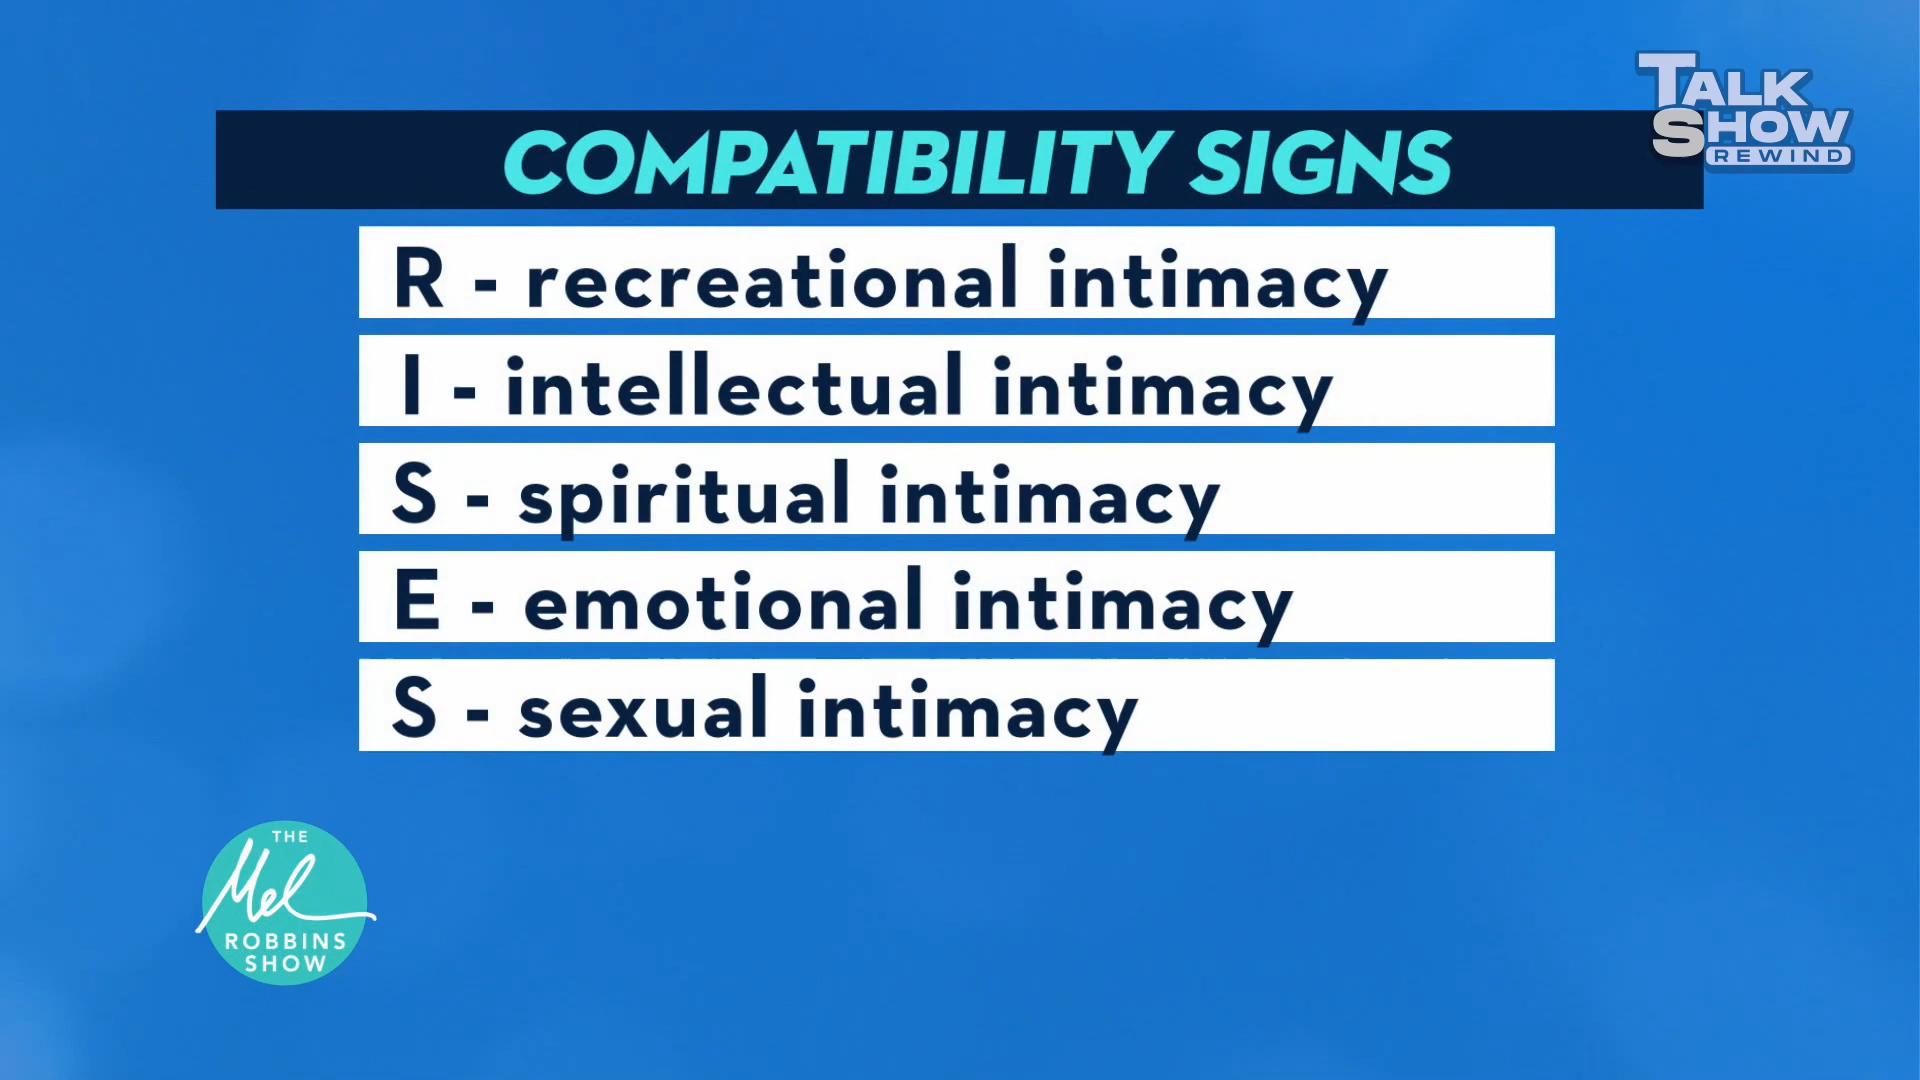 TALK
SHOW
REWIND
COMPATIBILITY SIGNS
R - recreational intimacy
I - intellectual intimacy
S - spiritual intimacy
E - emotional intimacy
S - sexual intimacy
THE
Mel
ROBBINS
SHOW